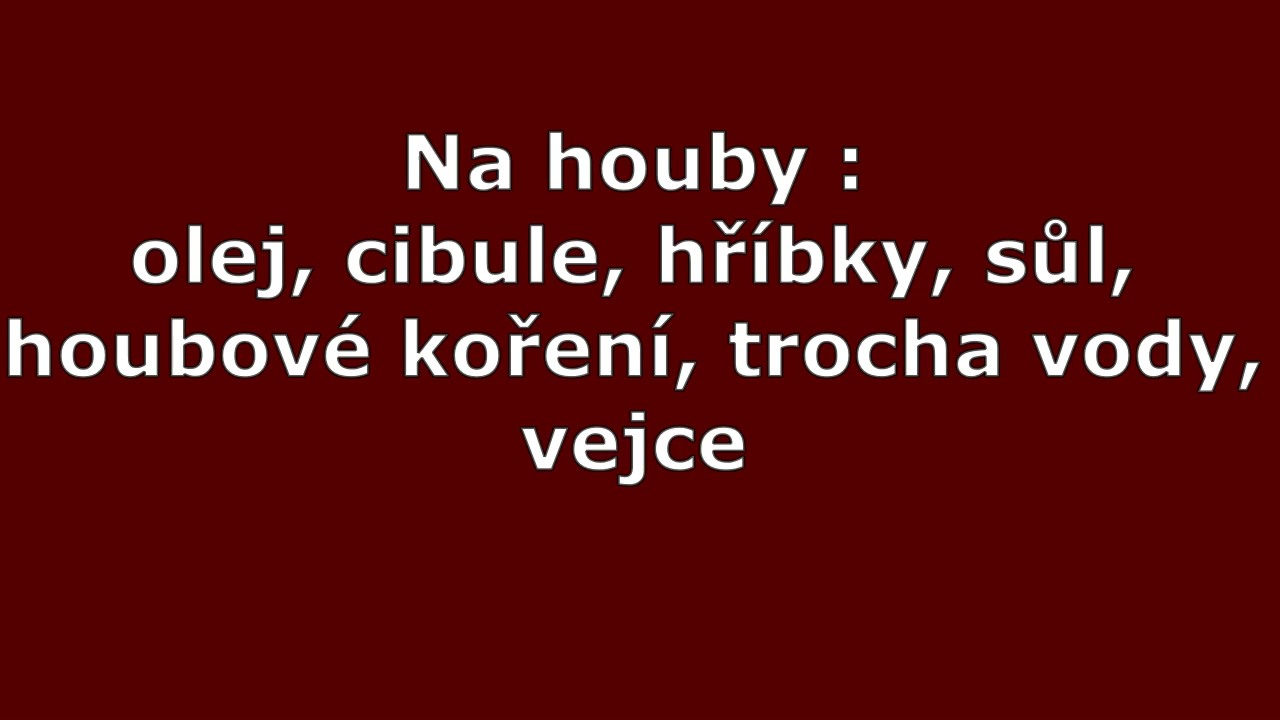 Na houby :
olej, cibule, hříbky, sůl,
houbové koření, trocha vody,
vejce